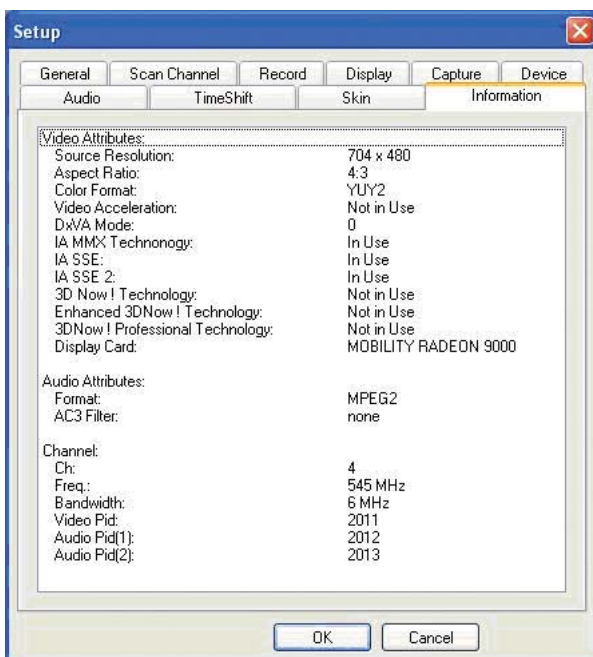 Setup
General Scan Channel Record Display Capture Device
Audio TimeShift Skin Information
Video Attributes:
Source Resolution: 704 x 480
Aspect Ratio: 4:3
Color Format: YUY2
Video Acceleration: Not in Use
DxVA Mode: 0
IA MMX Technonogy: In Use
IA SSE: In Use
IA SSE 2: In Use
3D Now ! Technology: Not in Use
Enhanced 3DNow ! Technology: Not in Use
3DNow ! Professional Technology: Not in Use
Display Card: MOBILITY RADEON 9000
Audio Attributes:
Format: MPEG2
AC3 Filter: none
Channel:
Ch: 4
Freq.: 545 MHz
Bandwidth: 6 MHz
Video Pid: 2011
Audio Pid(1): 2012
Audio Pid(2): 2013
OK Cancel